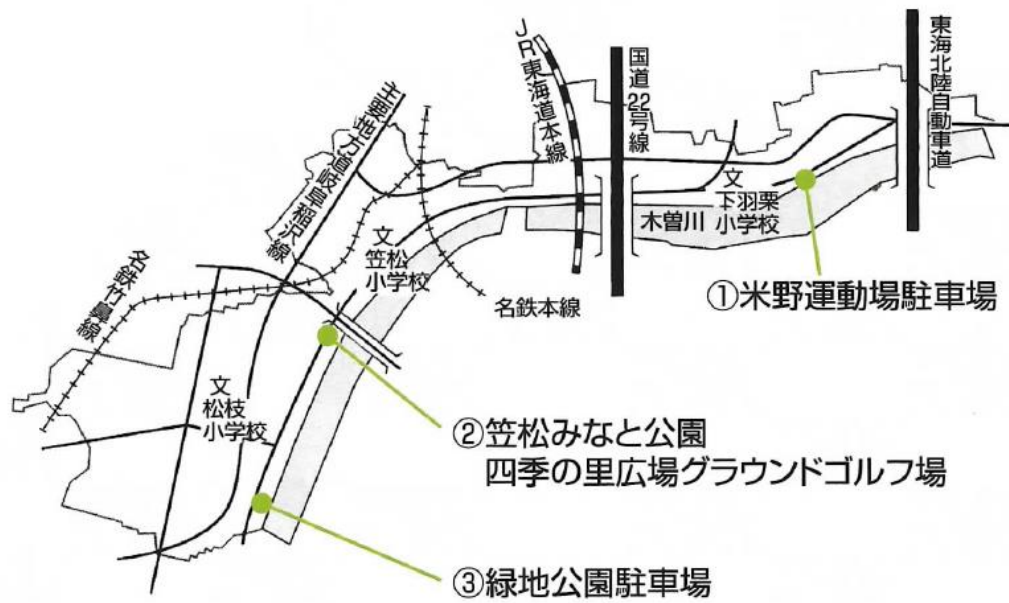 JR東海道本線
国道22号線
東海北陸自動車道
主要地方道岐阜稲沢線
文
下羽栗
小学校
木曽川
文
笠松
小学校
①米野運動場駐車場
名鉄本線
名鉄竹鼻線
文
松枝
小学校
②笠松みなと公園
四季の里広場グラウンドゴルフ場
③緑地公園駐車場